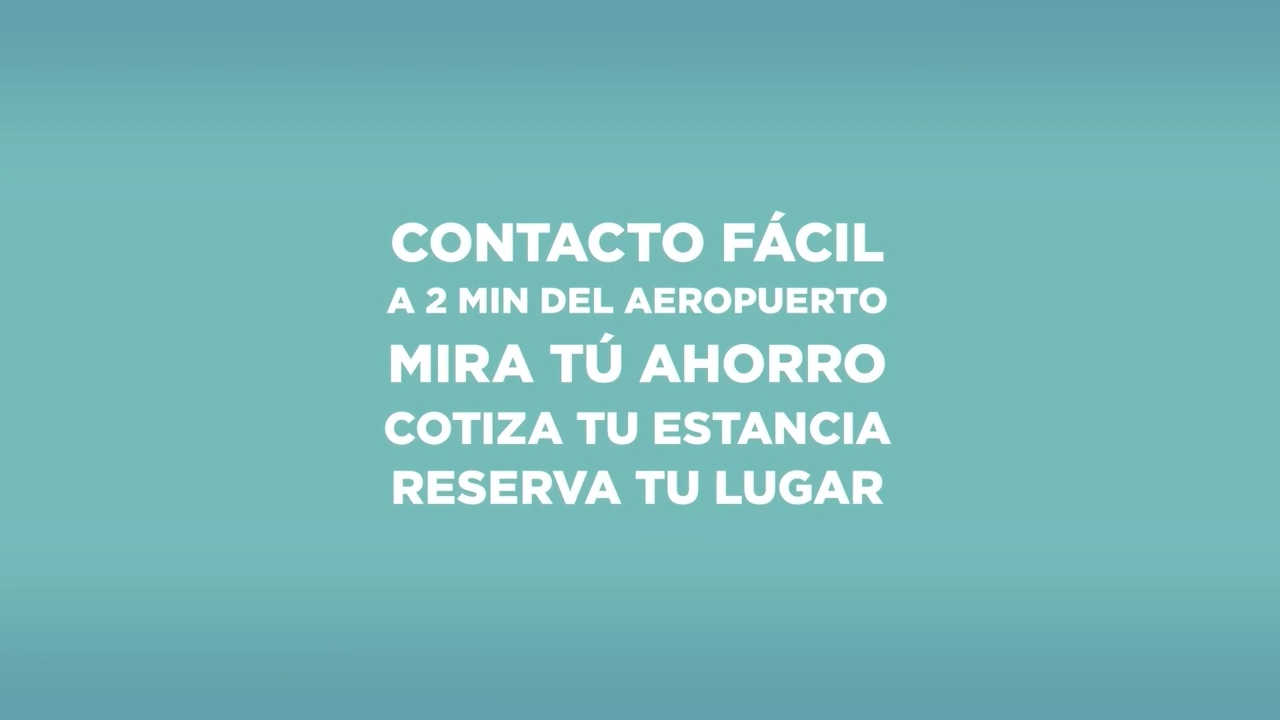 CONTACTO FÁCIL
A 2 MIN DEL AEROPUERTO
MIRA TÚ AHORRO
COTIZA TU ESTANCIA
RESERVA TU LUGAR